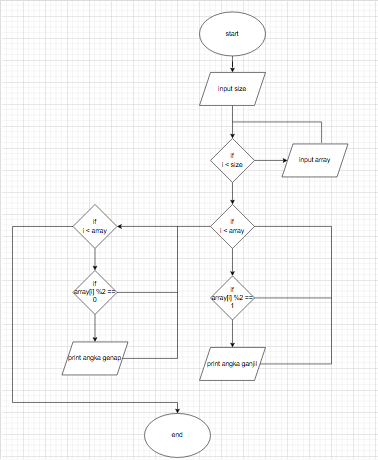 start
input size
if
i < size
input array
if
i < array
if
i < array
if
array[i] %2 ==
0
if
array[i] %2 ==
1
print angka genap
print angka ganjil
end